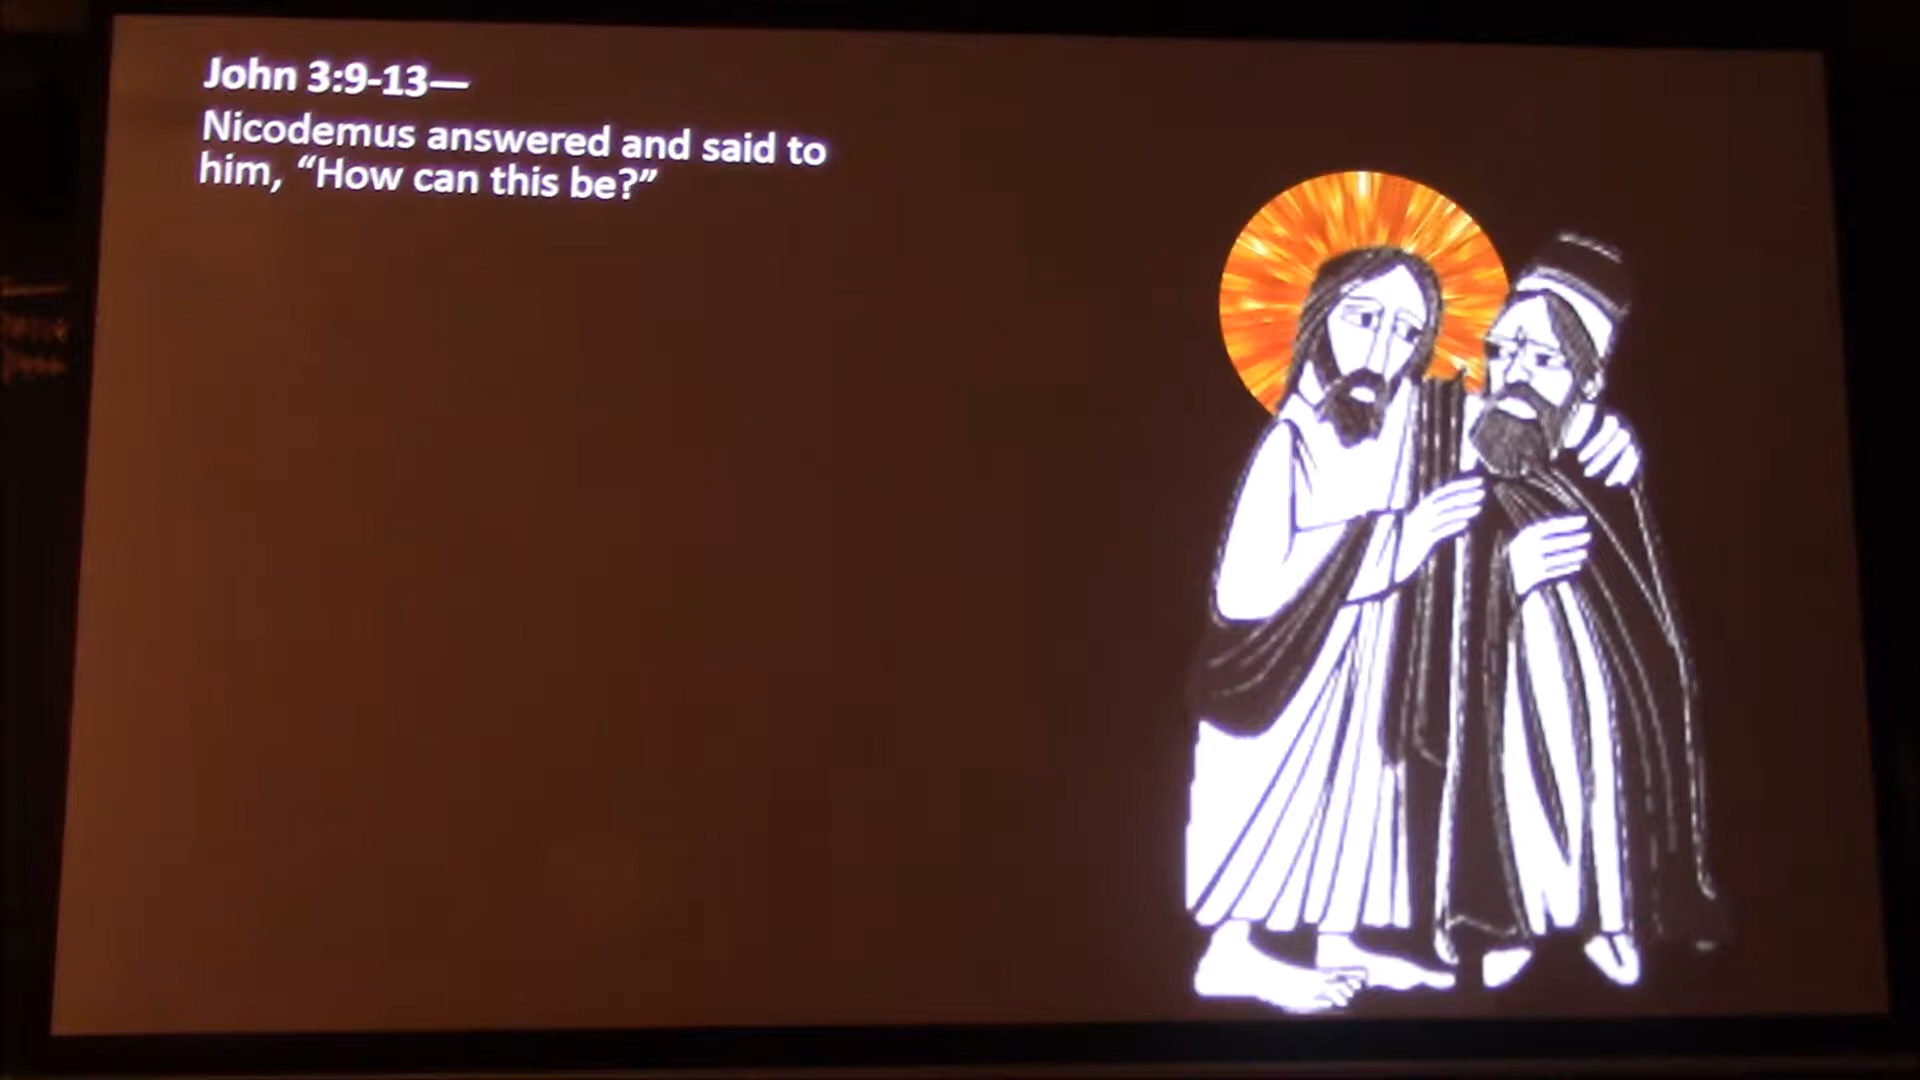 John 3:9-13—
Nicodemus answered and said to
him, “How can this be?”